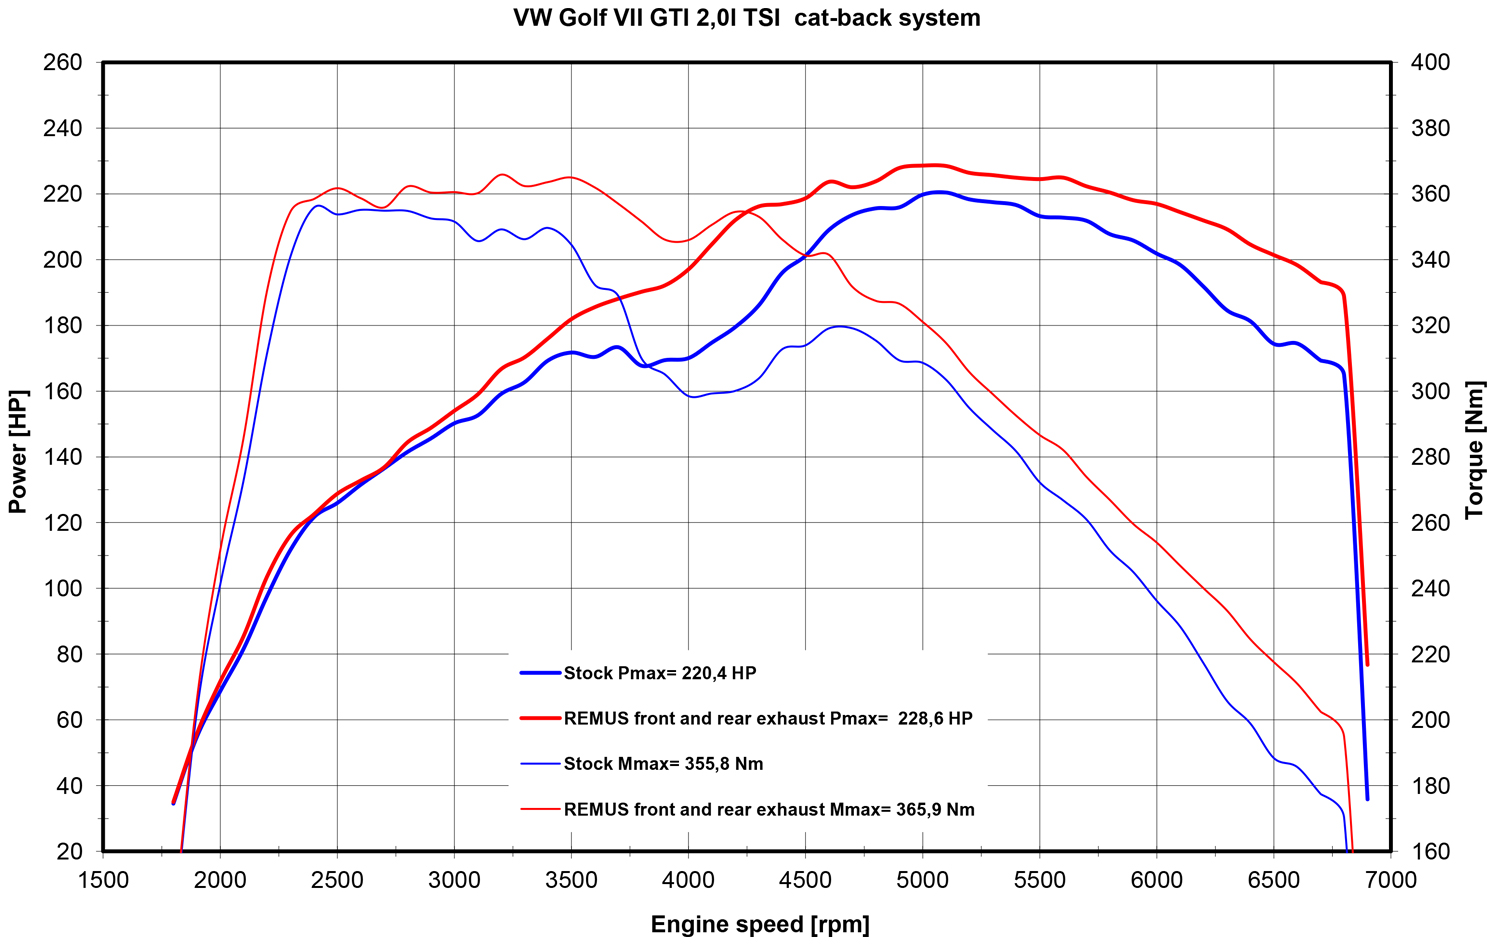 VW Golf VII GTI 2,0l TSI  cat-back system
260
240
220
200
180
160
140
120
100
80
60
40
20
Power [HP]
400
380
360
340
320
300
280
260
240
220
200
180
160
Torque [Nm]
Stock Pmax= 220,4 HP
REMUS front and rear exhaust Pmax=  228,6 HP
Stock Mmax= 355,8 Nm
REMUS front and rear exhaust Mmax= 365,9 Nm
1500 2000 2500 3000 3500 4000 4500 5000 5500 6000 6500 7000
Engine speed [rpm]